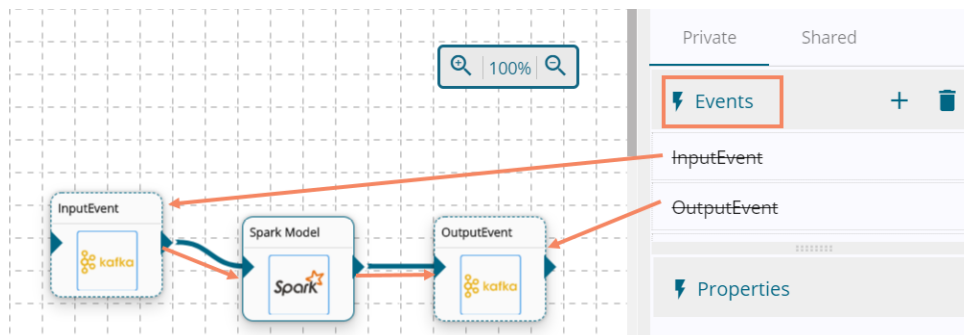 Private Shared
100%
Events
InputEvent
OutputEvent
Properties
InputEvent
kafka
Spark Model
Spark
OutputEvent
kafka